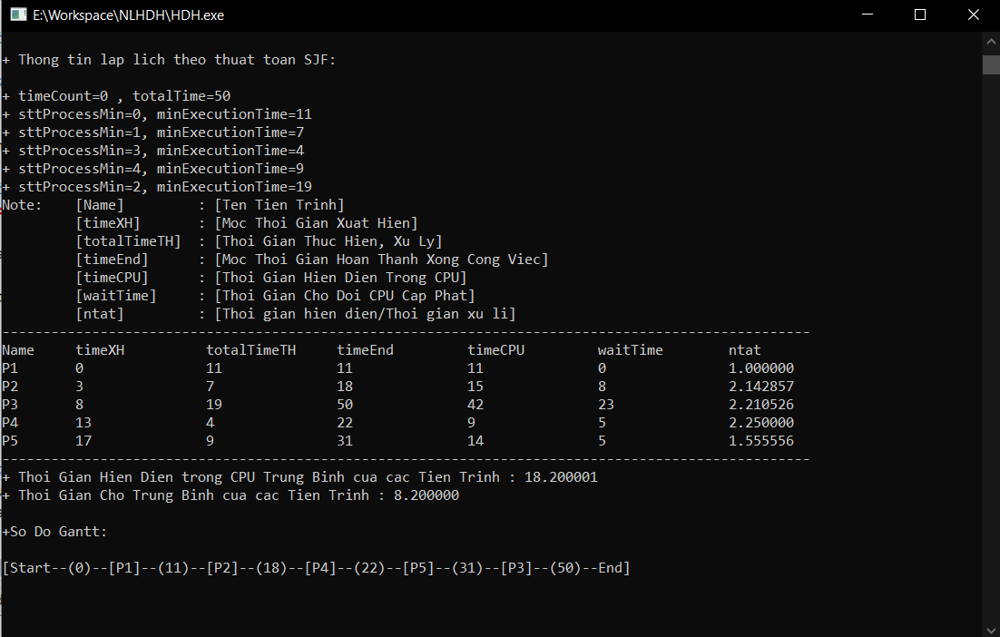 E:\Workspace\NLHDH\HDH.exe
+ Thong tin lap lich theo thuat toan SJF:
+ timeCount=0 , totalTime=50
+ sttProcessMin=0, minExecutionTime=11
+ sttProcessMin=1, minExecutionTime=7
+ sttProcessMin=3, minExecutionTime=4
+ sttProcessMin=4, minExecutionTime=9
+ sttProcessMin=2, minExecutionTime=19
Note:    [Name]         : [Ten Tien Trinh]
         [timeXH]       : [Moc Thoi Gian Xuat Hien]
         [totalTimeTH]  : [Thoi Gian Thuc Hien, Xu Ly]
         [timeEnd]      : [Moc Thoi Gian Hoan Thanh Xong Cong Viec]
         [timeCPU]      : [Thoi Gian Hien Dien Trong CPU]
         [waitTime]     : [Thoi Gian Cho Doi CPU Cap Phat]
         [ntat]         : [Thoi gian hien dien/Thoi gian xu li]
---------------------------------------------------------------------------------------------------
Name     timeXH          totalTimeTH     timeEnd         timeCPU         waitTime        ntat
P1       0               11              11              11              0               1.000000
P2       3               7               18              15              8               2.142857
P3       8               19              50              42              23              2.210526
P4       13              4               22              9               5               2.250000
P5       17              9               31              14              5               1.555556
---------------------------------------------------------------------------------------------------
+ Thoi Gian Hien Dien trong CPU Trung Binh cua cac Tien Trinh : 18.200001
+ Thoi Gian Cho Trung Binh cua cac Tien Trinh : 8.200000
+So Do Gantt:
[Start--(0)--[P1]--(11)--[P2]--(18)--[P4]--(22)--[P5]--(31)--[P3]--(50)--End]